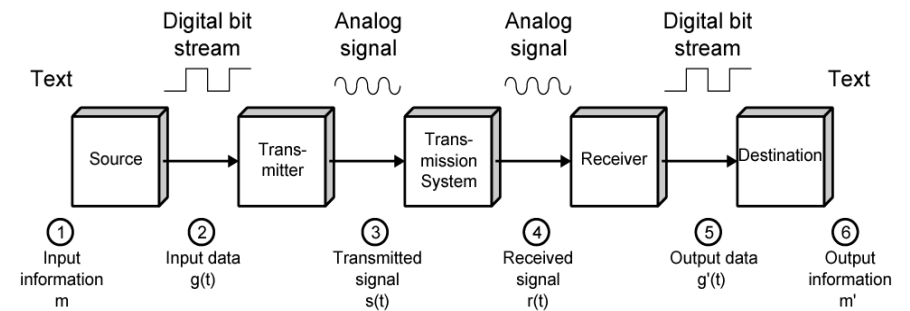 Digital bit
stream
Analog
signal
Analog
signal
Digital bit
stream
Text
Text
Source
Trans-
mitter
Trans-
mission
System
Receiver
Destination
1
Input
information
m
2
Input data
g(t)
3
Transmitted
signal
s(t)
4
Received
signal
r(t)
5
Output data
g'(t)
6
Output
information
m'